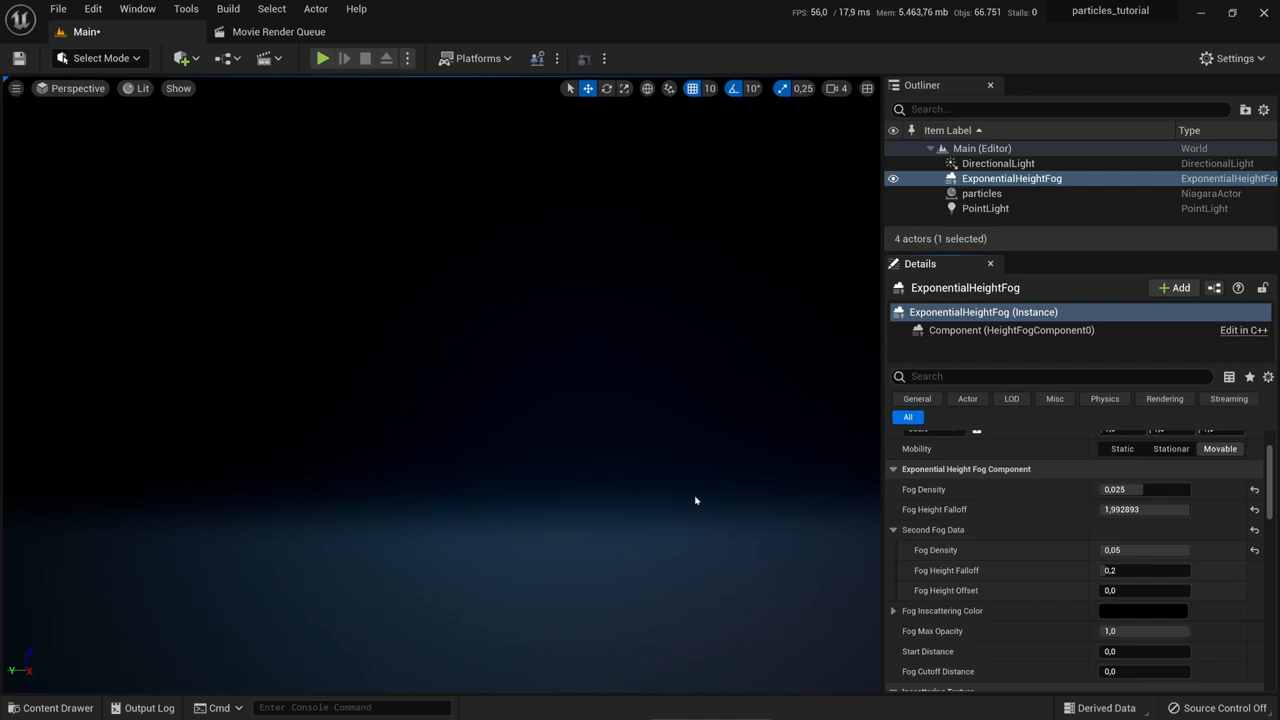 File Edit Window Tools Build Select Actor Help
FPS: 56,0 / 17,9 ms Mem: 5.463,76 mb Objs: 66.751 Stalls: 0 particles_tutorial
Main• Movie Render Queue
Select Mode Platforms Settings
Perspective Lit Show 10 10° 0,25 4
Outliner
Search...
Item Label Type
Main (Editor) World
DirectionalLight DirectionalLight
ExponentialHeightFog ExponentialHeightFo
particles NiagaraActor
PointLight PointLight
4 actors (1 selected)
Details
ExponentialHeightFog Add
ExponentialHeightFog (Instance)
Component (HeightFogComponent0) Edit in C++
Search
General Actor LOD Misc Physics Rendering Streaming
All
Mobility Static Stationar Movable
Exponential Height Fog Component
Fog Density 0,025
Fog Height Falloff 1,992893
Second Fog Data
Fog Density 0,05
Fog Height Falloff 0,2
Fog Height Offset 0,0
Fog Inscattering Color
Fog Max Opacity 1,0
Start Distance 0,0
Fog Cutoff Distance 0,0
Content Drawer Output Log Cmd Enter Console Command Derived Data Source Control Off
X
Y